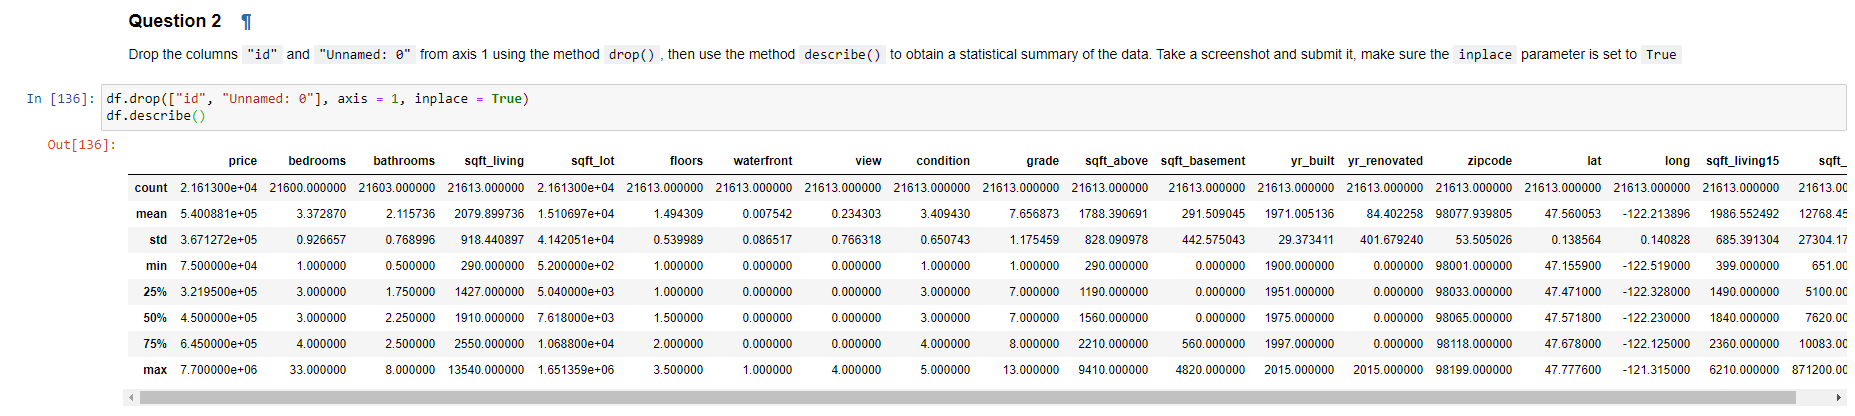 Question 2 ¶
Drop the columns "id" and "Unnamed: 0" from axis 1 using the method drop() , then use the method describe() to obtain a statistical summary of the data. Take a screenshot and submit it, make sure the inplace parameter is set to True
In [136]: df.drop(["id", "Unnamed: 0"], axis = 1, inplace = True)
df.describe()
Out[136]:
price bedrooms bathrooms sqft_living sqft_lot floors waterfront view condition grade sqft_above sqft_basement yr_built yr_renovated zipcode lat long sqft_living15 sqft_
count 2.161300e+04 21600.000000 21603.000000 21613.000000 2.161300e+04 21613.000000 21613.000000 21613.000000 21613.000000 21613.000000 21613.000000 21613.000000 21613.000000 21613.000000 21613.000000 21613.000000 21613.000000 21613.000000 21613.00
mean 5.400881e+05 3.372870 2.115736 2079.899736 1.510697e+04 1.494309 0.007542 0.234303 3.409430 7.656873 1788.390691 291.509045 1971.005136 84.402258 98077.939805 47.560053 -122.213896 1986.552492 12768.45
std 3.671272e+05 0.926657 0.768996 918.440897 4.142051e+04 0.539989 0.086517 0.766318 0.650743 1.175459 828.090978 442.575043 29.373411 401.679240 53.505026 0.138564 0.140828 685.391304 27304.17
min 7.500000e+04 1.000000 0.500000 290.000000 5.200000e+02 1.000000 0.000000 0.000000 1.000000 1.000000 290.000000 0.000000 1900.000000 0.000000 98001.000000 47.155900 -122.519000 399.000000 651.00
25% 3.219500e+05 3.000000 1.750000 1427.000000 5.040000e+03 1.000000 0.000000 0.000000 3.000000 7.000000 1190.000000 0.000000 1951.000000 0.000000 98033.000000 47.471000 -122.328000 1490.000000 5100.00
50% 4.500000e+05 3.000000 2.250000 1910.000000 7.618000e+03 1.500000 0.000000 0.000000 3.000000 7.000000 1560.000000 0.000000 1975.000000 0.000000 98065.000000 47.571800 -122.230000 1840.000000 7620.00
75% 6.450000e+05 4.000000 2.500000 2550.000000 1.068800e+04 2.000000 0.000000 0.000000 4.000000 8.000000 2210.000000 560.000000 1997.000000 0.000000 98118.000000 47.678000 -122.125000 2360.000000 10083.00
max 7.700000e+06 33.000000 8.000000 13540.000000 1.651359e+06 3.500000 1.000000 4.000000 5.000000 13.000000 9410.000000 4820.000000 2015.000000 2015.000000 98199.000000 47.777600 -121.315000 6210.000000 871200.00